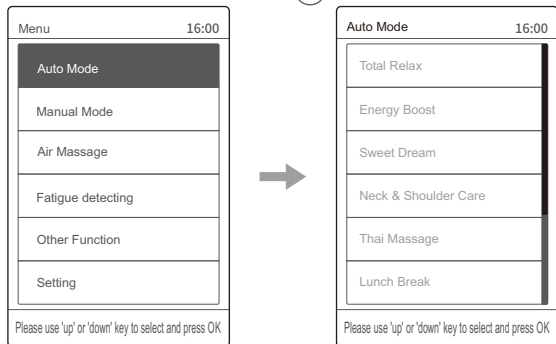 Menu 16:00
Auto Mode
Manual Mode
Air Massage
Fatigue detecting
Other Function
Setting
Please use 'up' or 'down' key to select and press OK
Auto Mode 16:00
Total Relax
Energy Boost
Sweet Dream
Neck & Shoulder Care
Thai Massage
Lunch Break
Please use 'up' or 'down' key to select and press OK